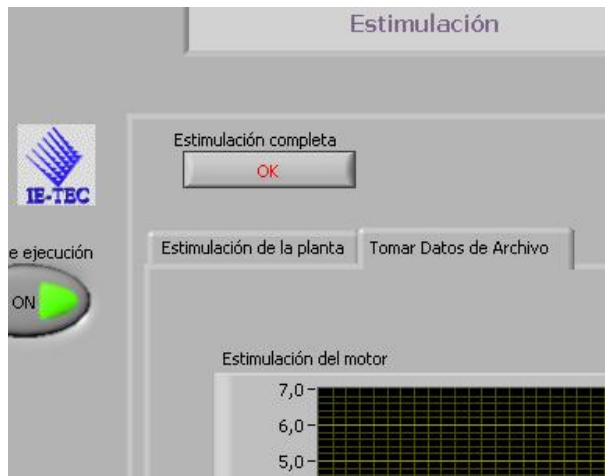 Estimulación
Estimulación completa
OK
IE-TEC
Estimulación de la planta
Tomar Datos de Archivo
e ejecución
ON
Estimulación del motor
7,0
6,0
5,0